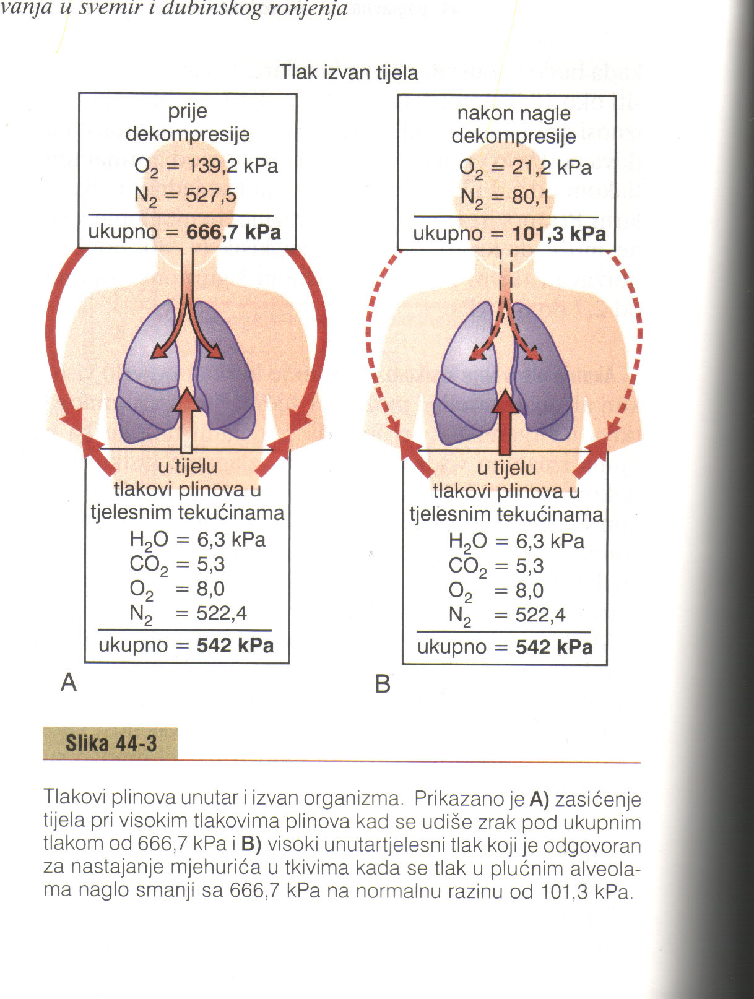 vanja u svemir i dubinskog ronjenja
Tlak izvan tijela
prije
dekompresije
O₂ = 139,2 kPa
N₂ = 527,5
ukupno = 666,7 kPa
nakon nagle
dekompresije
O₂ = 21,2 kPa
N₂ = 80,1
ukupno = 101,3 kPa
u tijelu
tlakovi plinova u
tjelesnim tekućinama
H₂O = 6,3 kPa
CO₂ = 5,3
O₂ = 8,0
N₂ = 522,4
ukupno = 542 kPa
A
u tijelu
tlakovi plinova u
tjelesnim tekućinama
H₂O = 6,3 kPa
CO₂ = 5,3
O₂ = 8,0
N₂ = 522,4
ukupno = 542 kPa
B
Slika 44-3
Tlakovi plinova unutar i izvan organizma. Prikazano je A) zasićenje
tijela pri visokim tlakovima plinova kad se udiše zrak pod ukupnim
tlakom od 666,7 kPa i B) visoki unutartjelesni tlak koji je odgovoran
za nastajanje mjehurića u tkivima kada se tlak u plućnim alveola-
ma naglo smanji sa 666,7 kPa na normalnu razinu od 101,3 kPa.